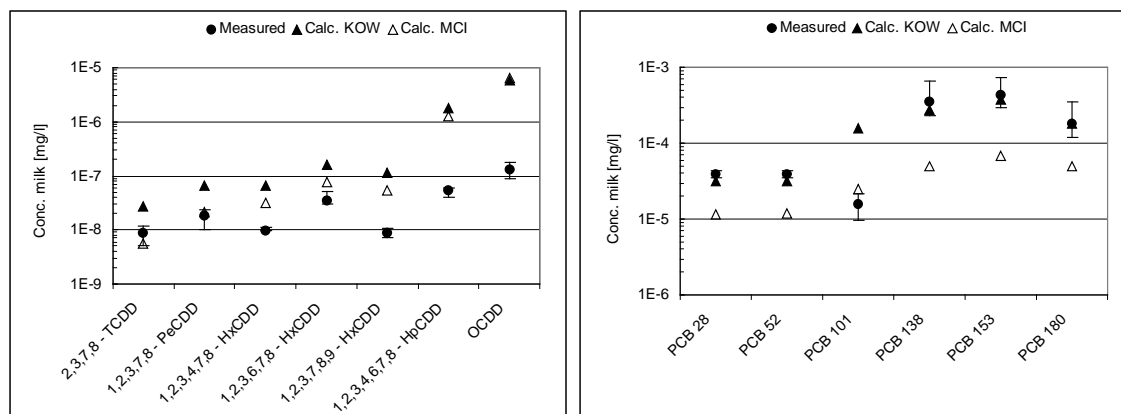 Measured Calc. KOW Calc. MCI
1E-5
1E-6
1E-7
1E-8
1E-9
Conc. milk [mg/l]
2,3,7,8 - TCDD
1,2,3,7,8 - PeCDD
1,2,3,4,7,8 - HxCDD
1,2,3,6,7,8 - HxCDD
1,2,3,7,8,9 - HxCDD
1,2,3,4,6,7,8 - HpCDD
OCDD
Measured Calc. KOW Calc. MCI
1E-3
1E-4
1E-5
1E-6
Conc. milk [mg/l]
PCB 28
PCB 52
PCB 101
PCB 138
PCB 153
PCB 180